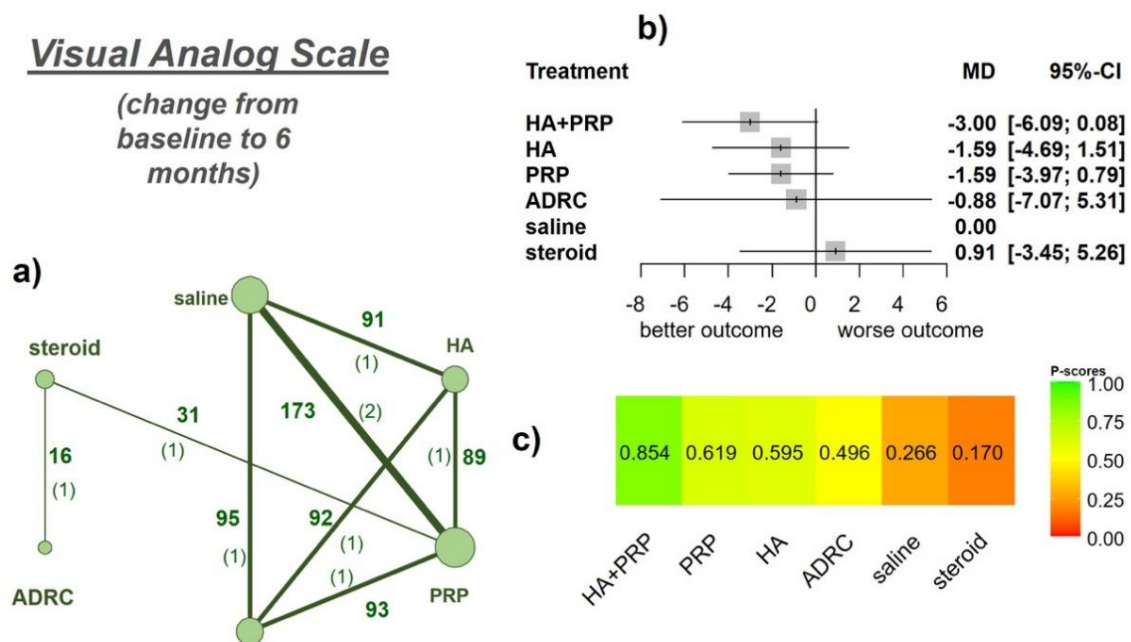 Visual Analog Scale
(change from
baseline to 6
months)
a)
saline
steroid
HA
91
(1)
31
(1)
173
(2)
16
(1)
(1)
89
95
(1)
92
(1)
(1)
93
ADRC
PRP
b)
Treatment MD 95%-CI
HA+PRP -3.00 [-6.09; 0.08]
HA -1.59 [-4.69; 1.51]
PRP -1.59 [-3.97; 0.79]
ADRC -0.88 [-7.07; 5.31]
saline 0.00
steroid 0.91 [-3.45; 5.26]
-8 -6 -4 -2 0 2 4 6
better outcome worse outcome
c)
0.854 0.619 0.595 0.496 0.266 0.170
HA+PRP PRP HA ADRC saline steroid
P-scores
1.00
0.75
0.50
0.25
0.00